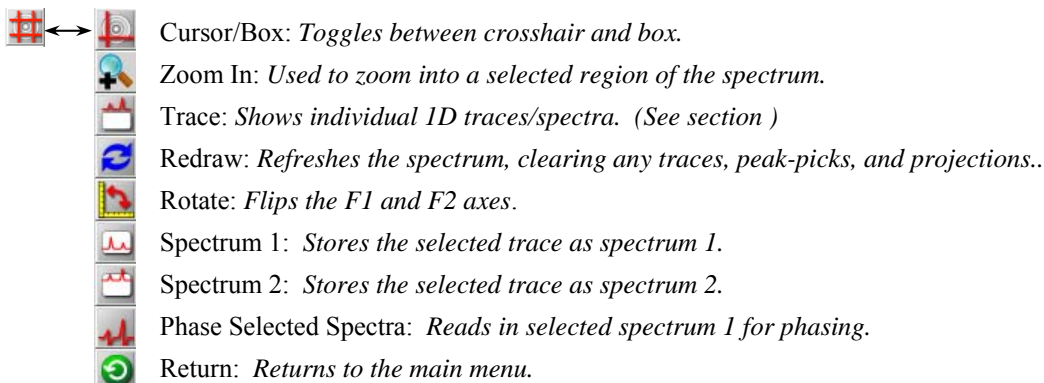 Cursor/Box: Toggles between crosshair and box.
Zoom In: Used to zoom into a selected region of the spectrum.
Trace: Shows individual 1D traces/spectra. (See section )
Redraw: Refreshes the spectrum, clearing any traces, peak-picks, and projections..
Rotate: Flips the F1 and F2 axes.
Spectrum 1: Stores the selected trace as spectrum 1.
Spectrum 2: Stores the selected trace as spectrum 2.
Phase Selected Spectra: Reads in selected spectrum 1 for phasing.
Return: Returns to the main menu.